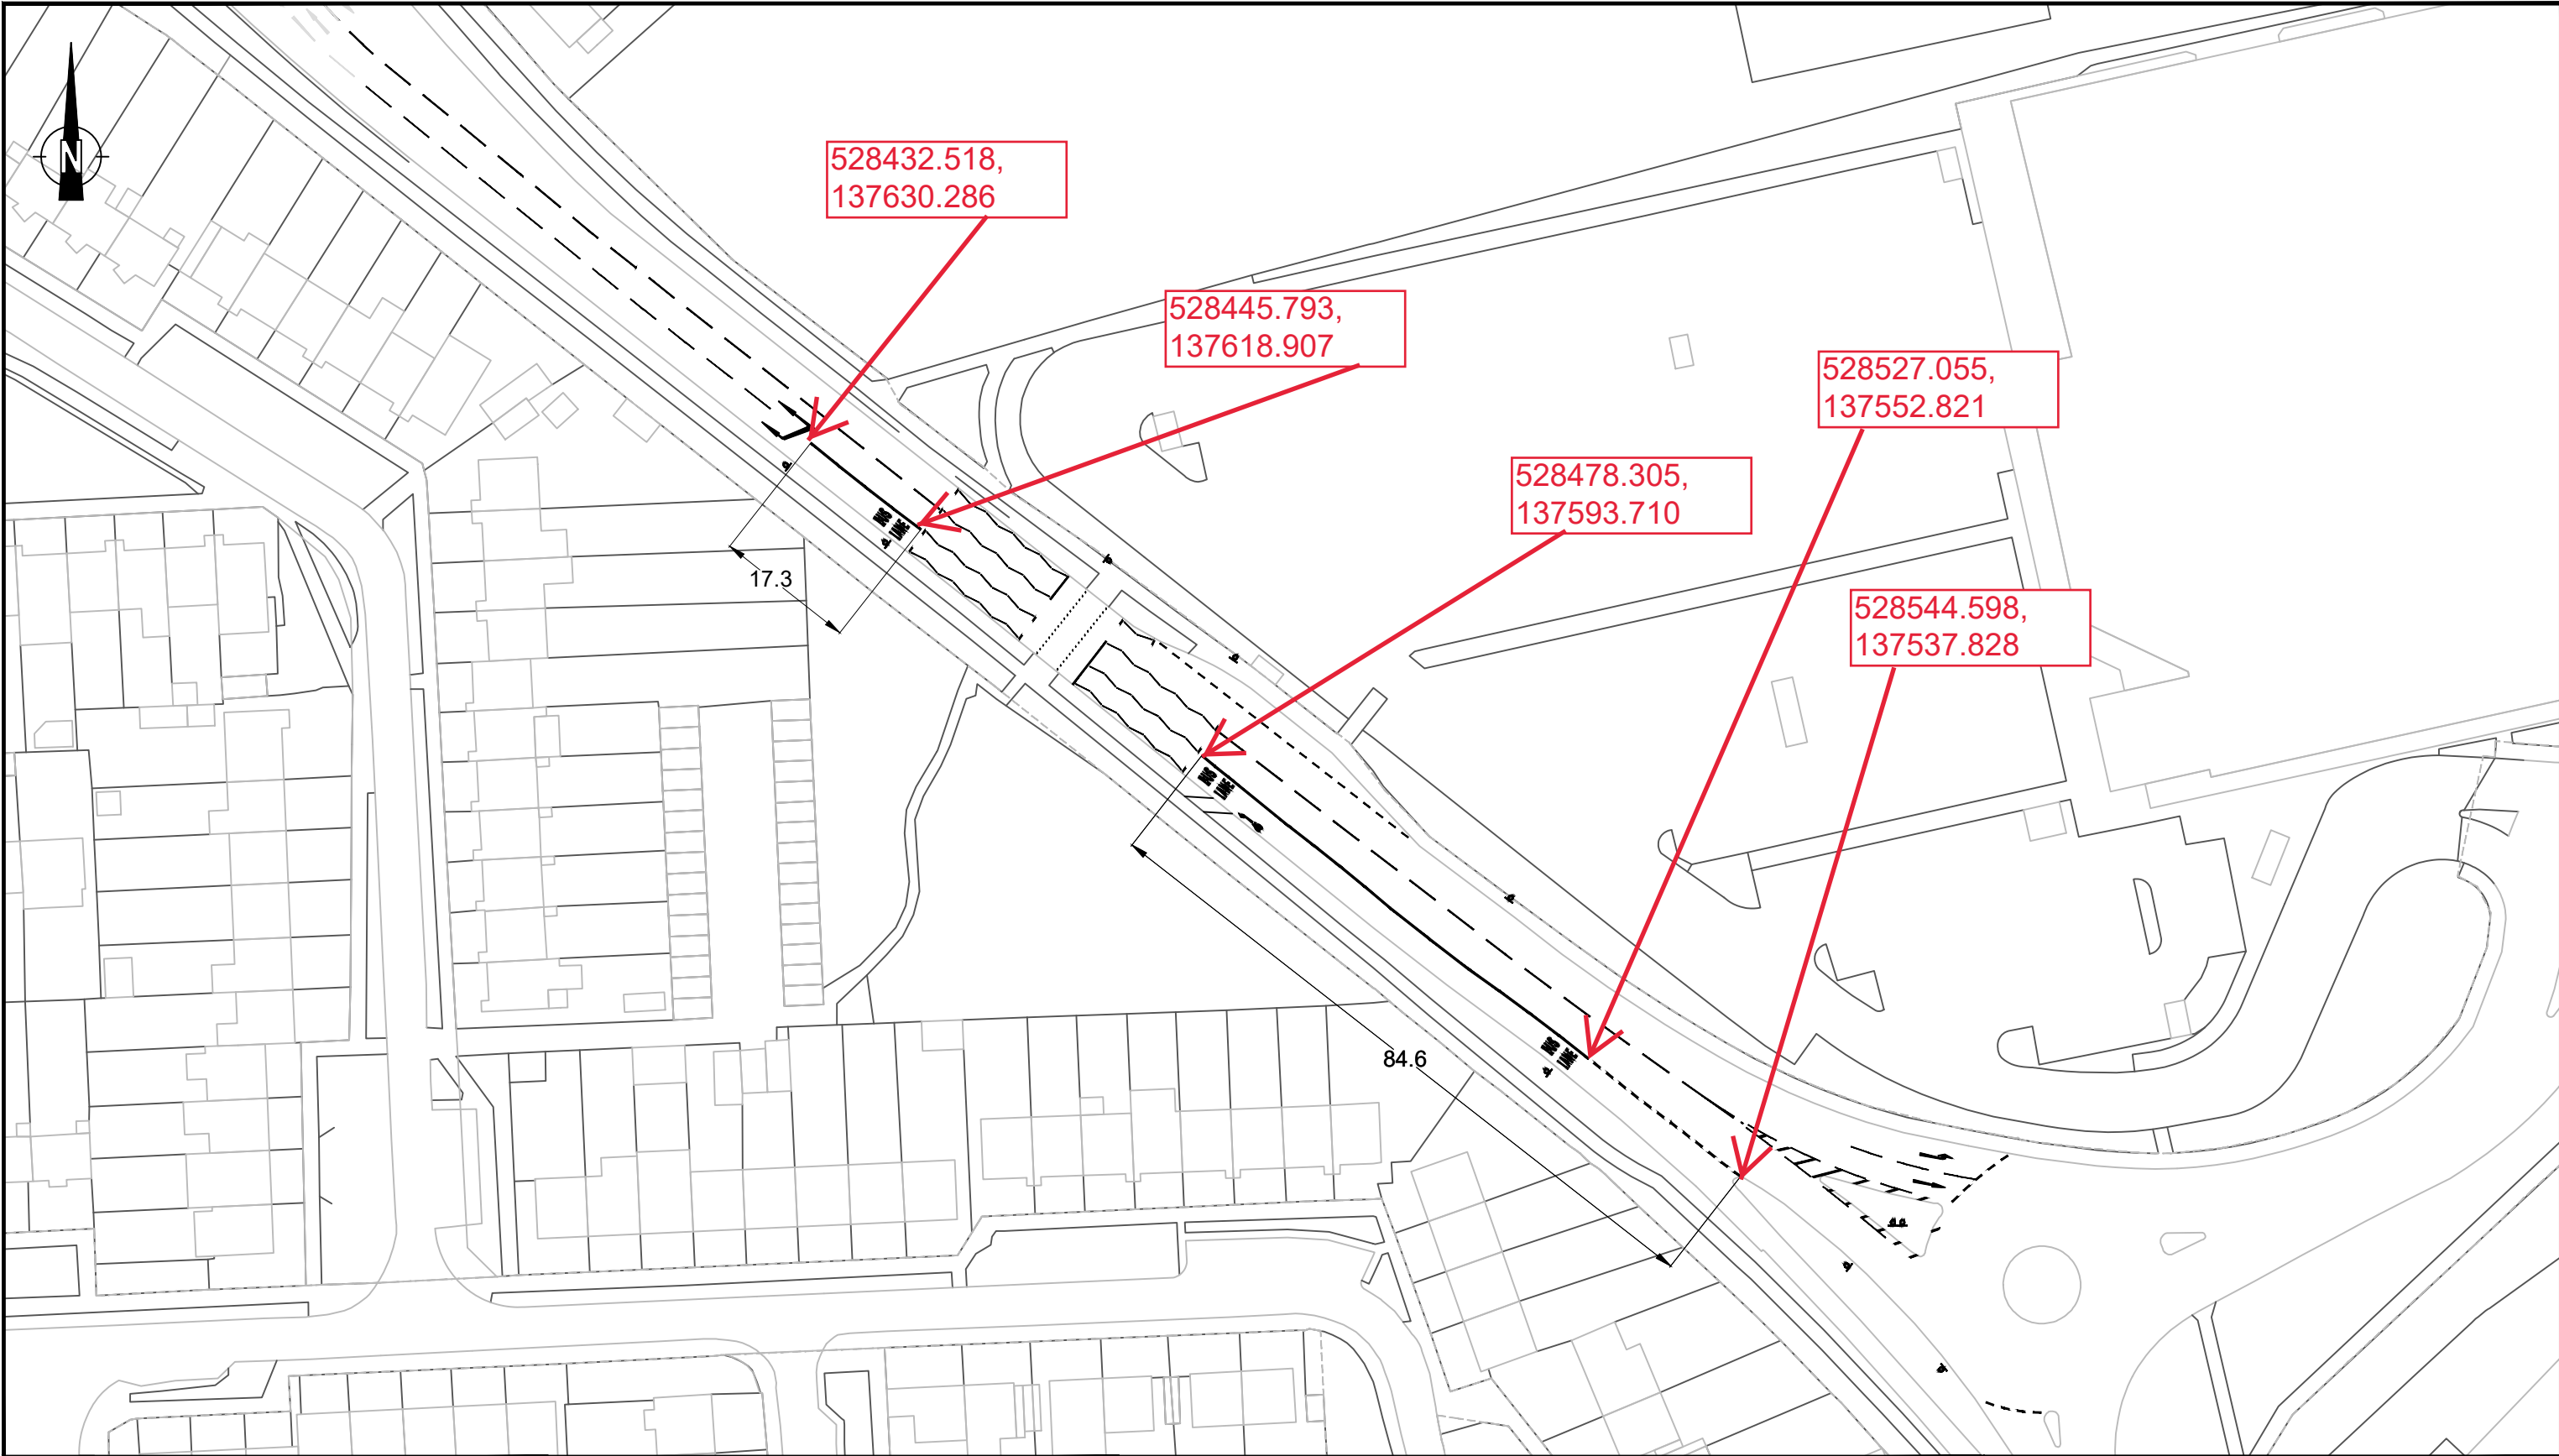 N
528432.518,
137630.286
528445.793,
137618.907
528527.055,
137552.821
528478.305,
137593.710
528544.598,
137537.828
17.3
BUS
LANE
BUS
LANE
84.6
BUS
LANE